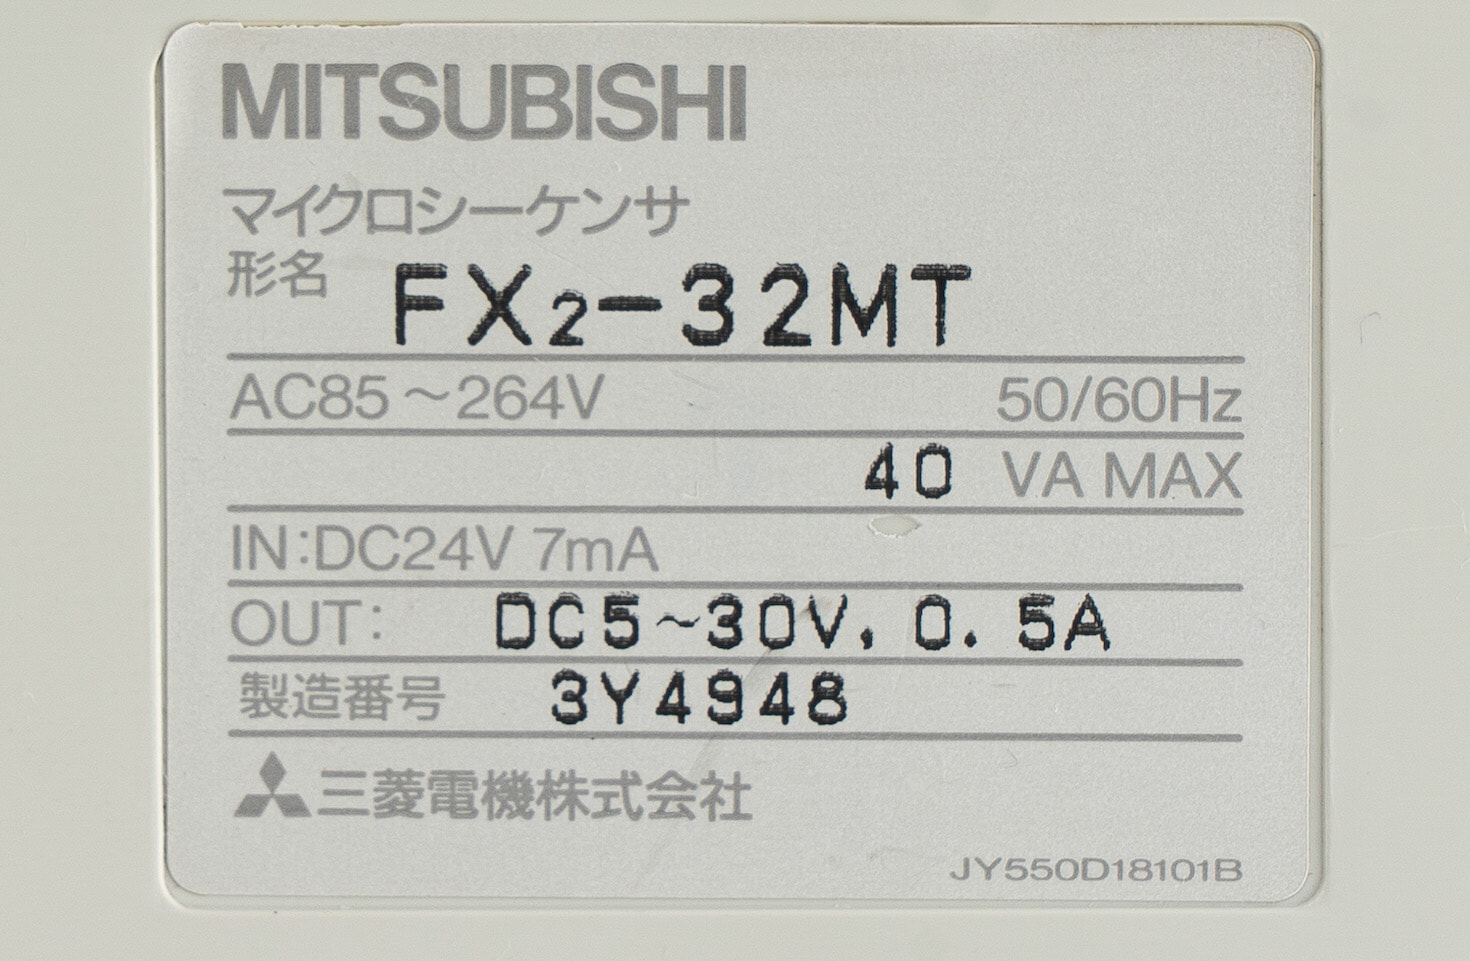 MITSUBISHI
マイクロシーケンサ
形名 FX2-32MT
AC85～264V 50/60Hz
40 VA MAX
IN:DC24V 7mA
OUT: DC5~30V, 0.5A
製造番号 3Y4948
三菱電機株式会社
JY550D18101B